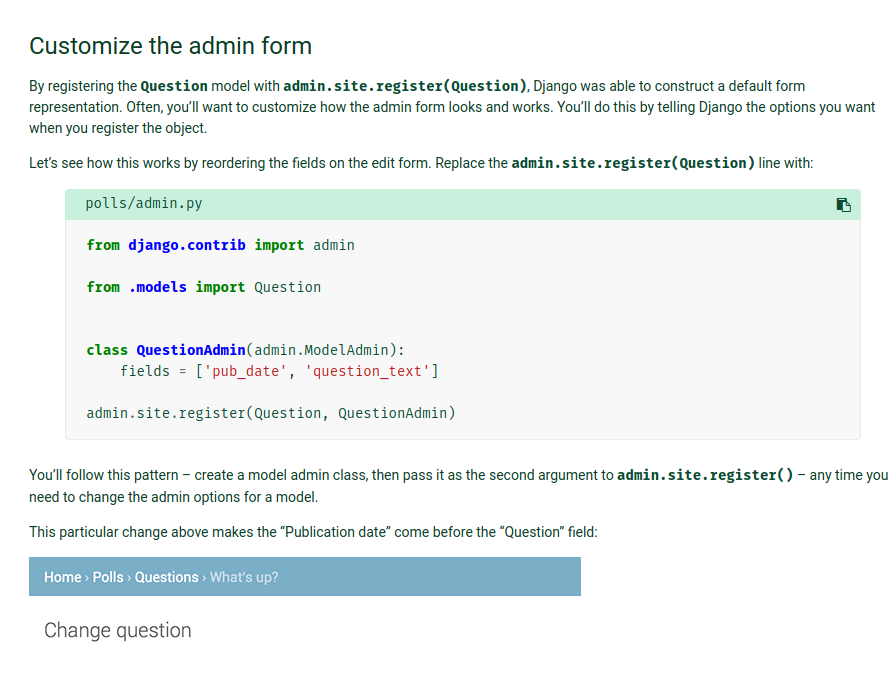 Customize the admin form
By registering the Question model with admin.site.register(Question), Django was able to construct a default form
representation. Often, you’ll want to customize how the admin form looks and works. You’ll do this by telling Django the options you want
when you register the object.
Let’s see how this works by reordering the fields on the edit form. Replace the admin.site.register(Question) line with:
polls/admin.py
from django.contrib import admin
from .models import Question
class QuestionAdmin(admin.ModelAdmin):
    fields = ['pub_date', 'question_text']
admin.site.register(Question, QuestionAdmin)
You’ll follow this pattern – create a model admin class, then pass it as the second argument to admin.site.register() – any time you
need to change the admin options for a model.
This particular change above makes the “Publication date” come before the “Question” field:
Home › Polls › Questions › What's up?
Change question